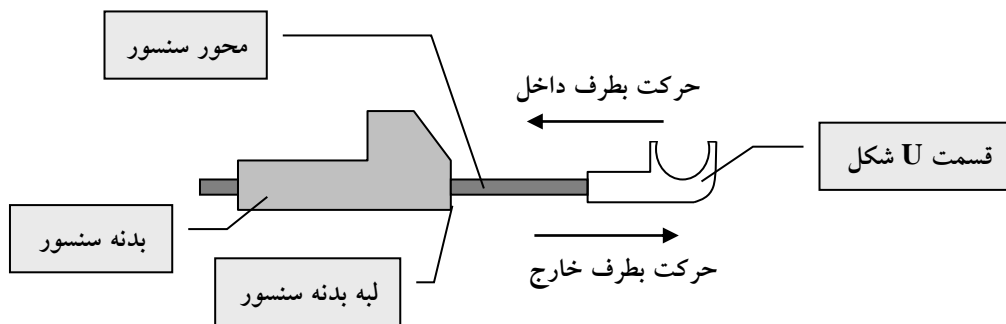 محور سنسور
حرکت بطرف داخل
قسمت U شکل
بدنه سنسور
حرکت بطرف خارج
لبه بدنه سنسور